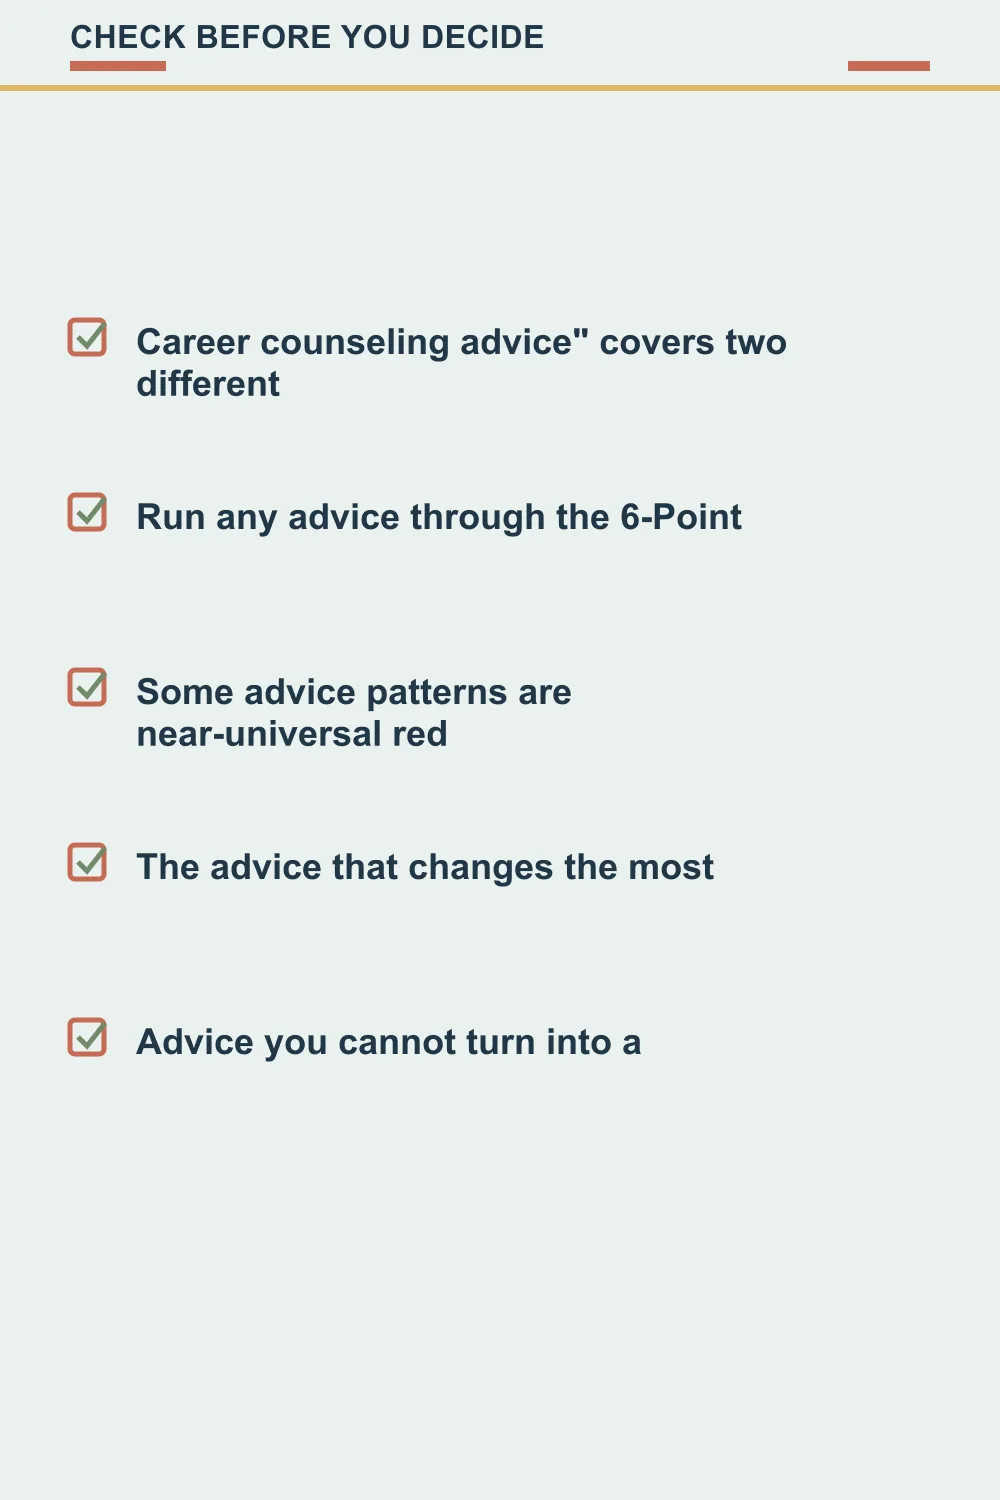 CHECK BEFORE YOU DECIDE
Career counseling advice" covers two
different
Run any advice through the 6-Point
Some advice patterns are
near-universal red
The advice that changes the most
Advice you cannot turn into a